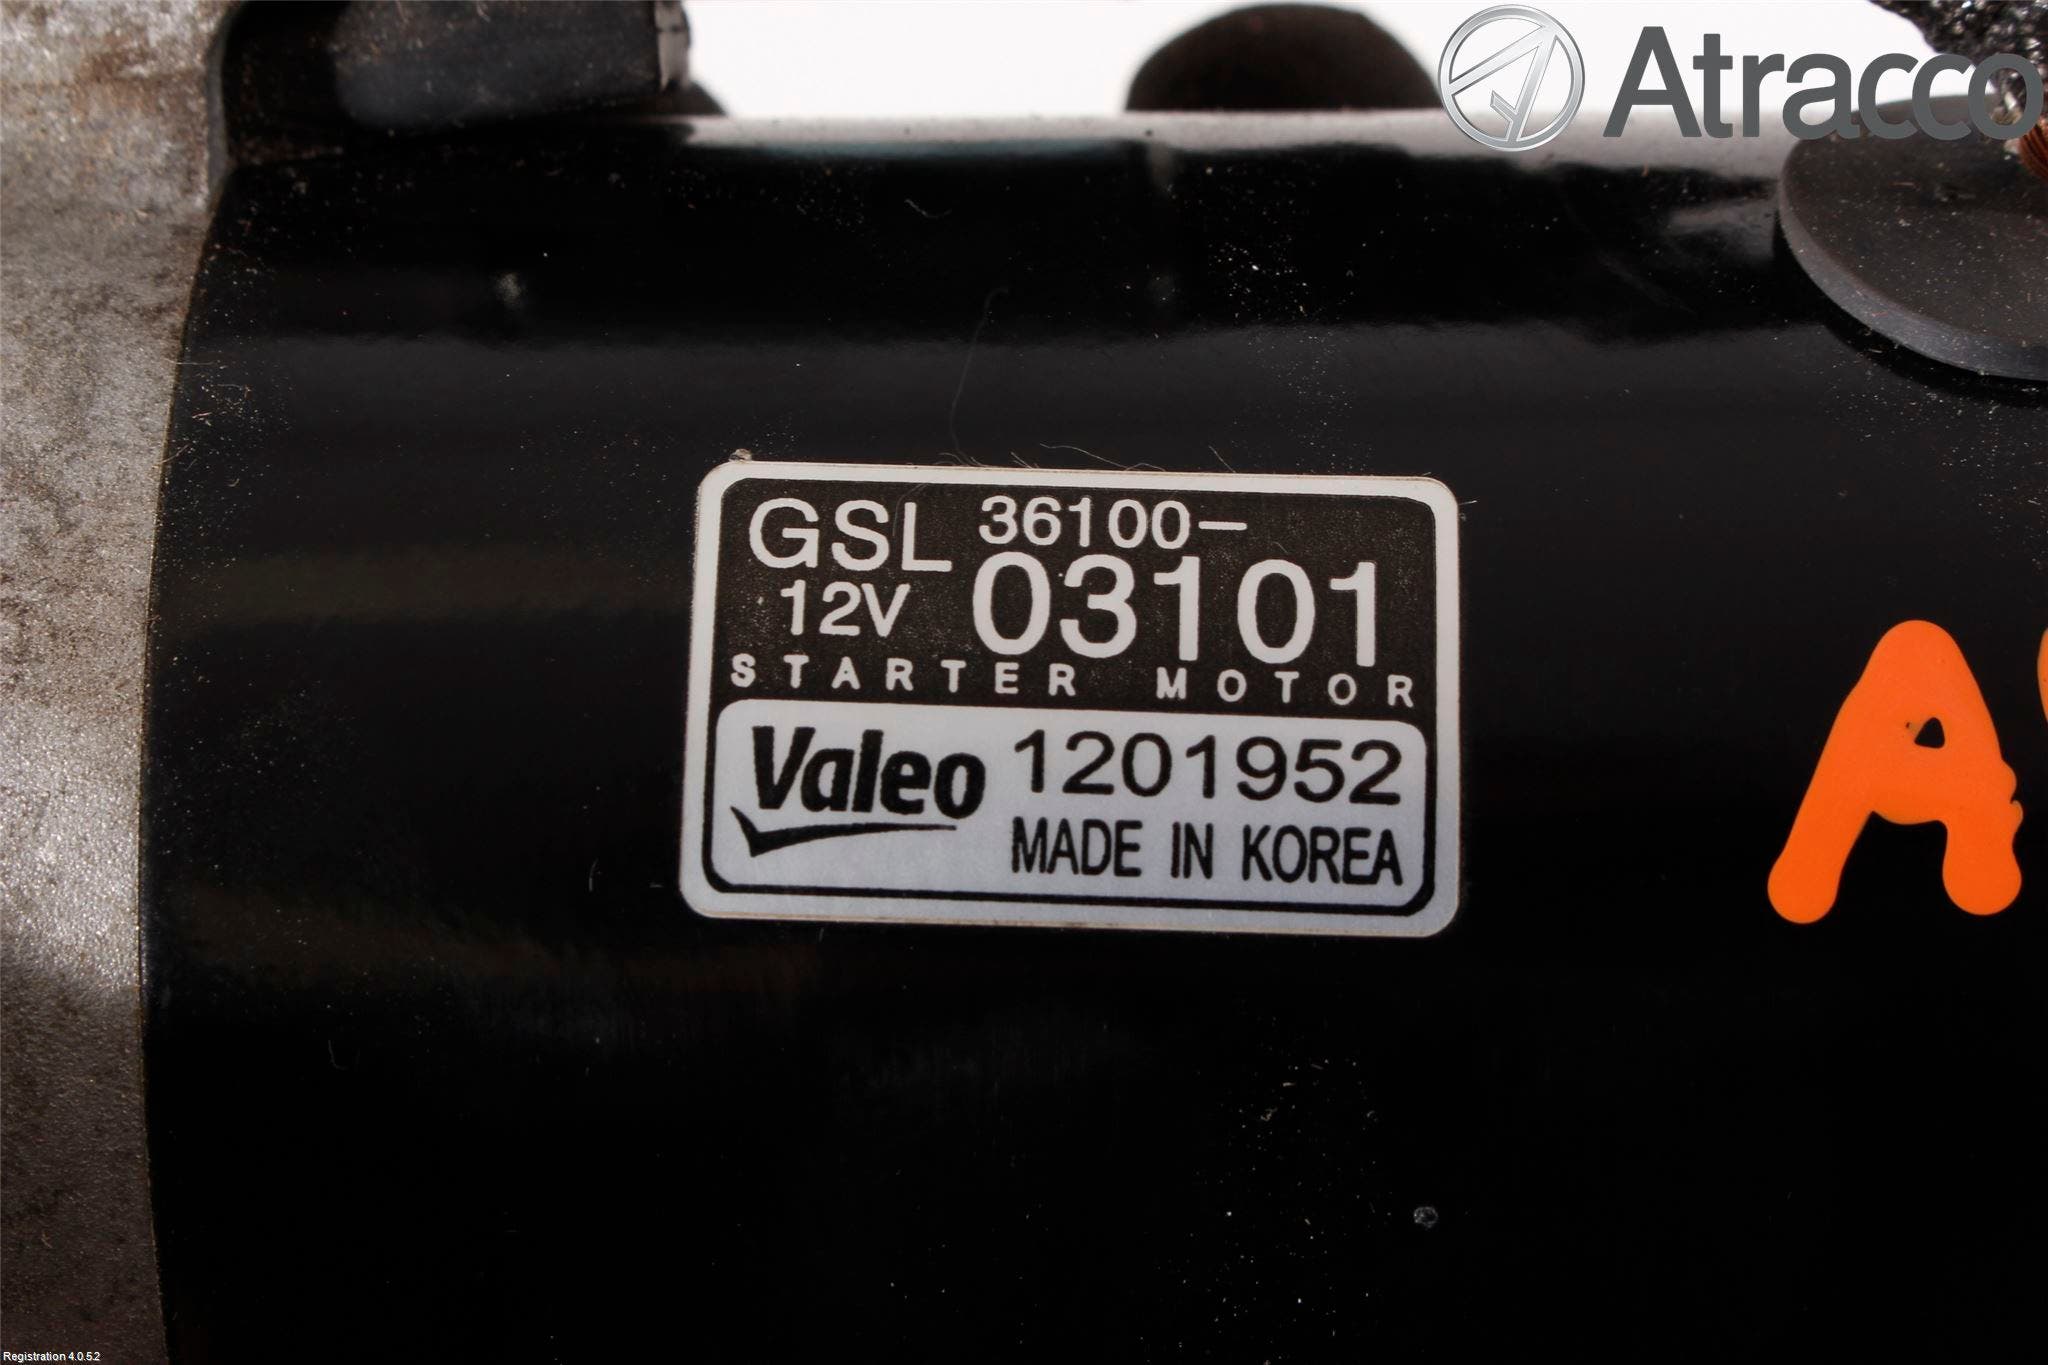 Atracco
GSL 36100-
12V 03101
STARTER MOTOR
Valeo 1201952
MADE IN KOREA
A
Registration 4.0.5.2